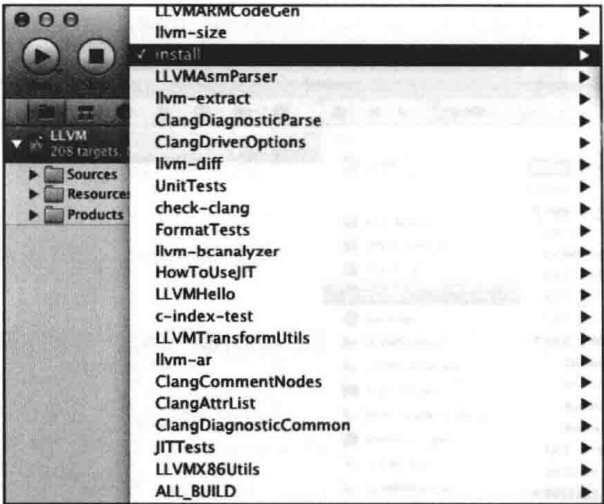 LLVMARMCodeGen
llvm-size
✓ install
LLVMAsmParser
llvm-extract
ClangDiagnosticParse
ClangDriverOptions
llvm-diff
UnitTests
check-clang
FormatTests
llvm-bcanalyzer
HowToUseJIT
LLVMHello
c-index-test
LLVMTransformUtils
llvm-ar
ClangCommentNodes
ClangAttrList
ClangDiagnosticCommon
JITTests
LLVMX86Utils
ALL_BUILD
LLVM
208 targets,
Sources
Resources
Products